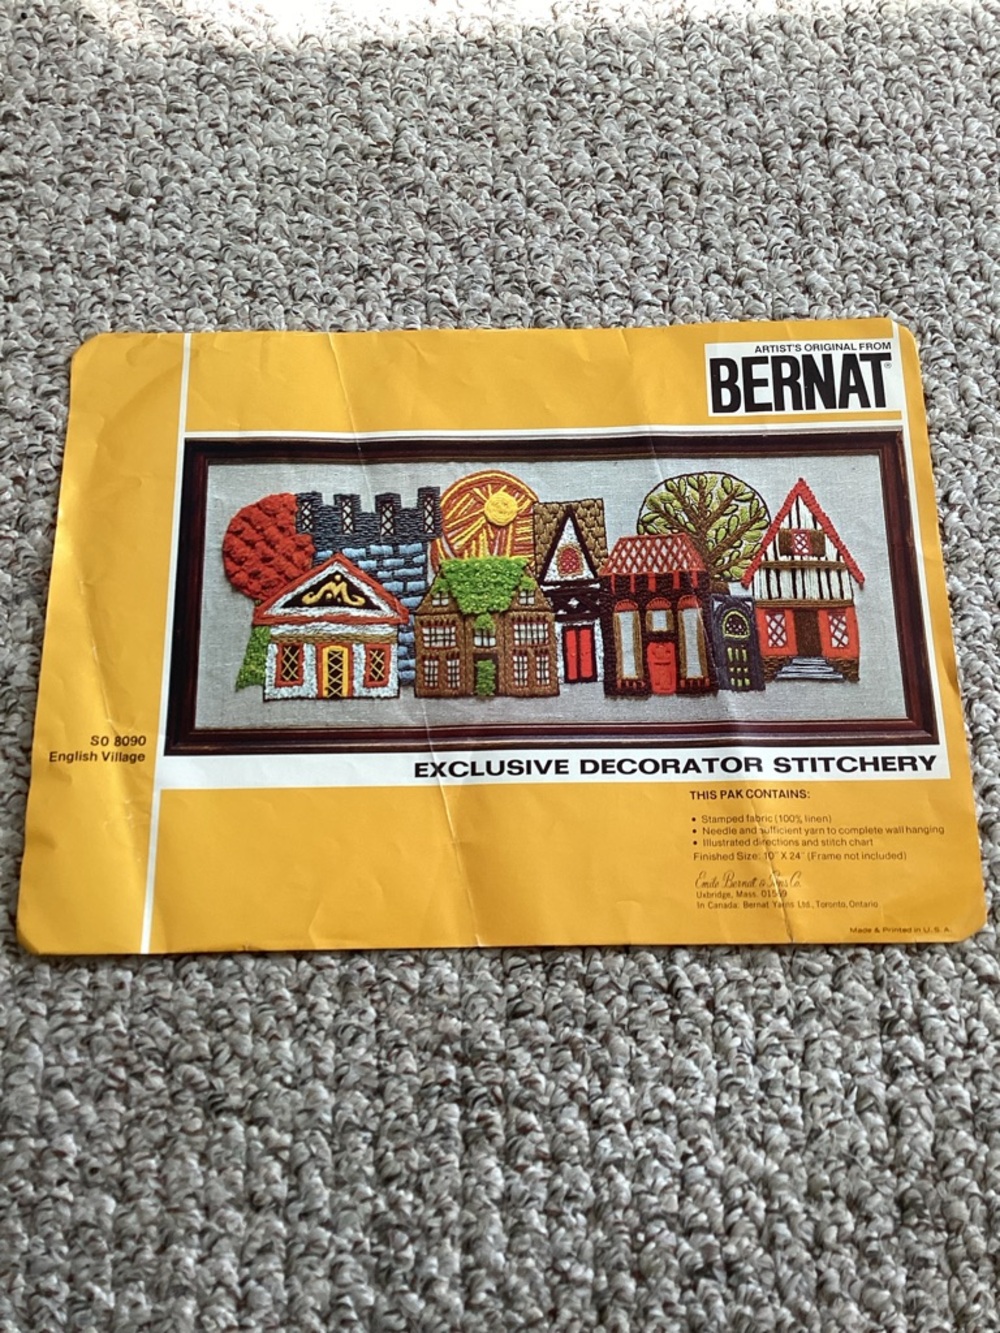 ARTIST'S ORIGINAL FROM
BERNAT®
SO 8090
English Village
EXCLUSIVE DECORATOR STITCHERY
THIS PAK CONTAINS:
• Stamped fabric (100% linen)
• Needle and sufficient yarn to complete wall hanging
• Illustrated directions and stitch chart
Finished Size: 10" X 24" (Frame not included)
Emile Bernat & Sons Co.
Uxbridge, Mass. 01569
In Canada: Bernat Yarns Ltd., Toronto, Ontario
Made & Printed in U.S.A.